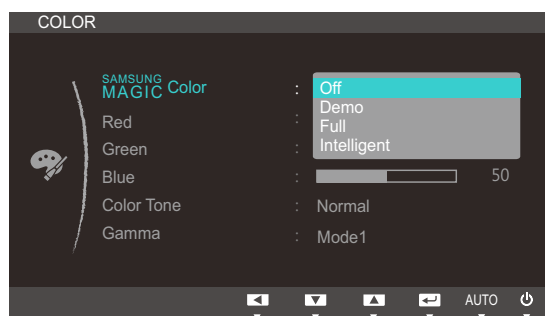 COLOR
SAMSUNG
MAGIC Color : Off
Demo
Red :
Full
Green : Intelligent
Blue : 50
Color Tone : Normal
Gamma : Mode1
AUTO